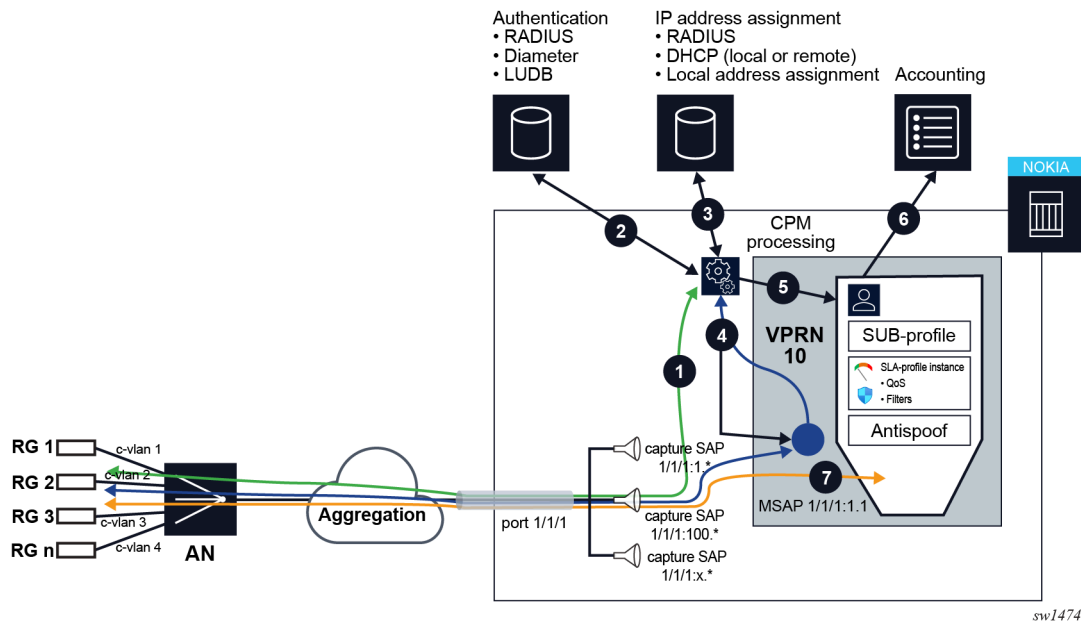 Authentication
• RADIUS
• Diameter
• LUDB
IP address assignment
• RADIUS
• DHCP (local or remote)
• Local address assignment
Accounting
NOKIA
2
3
6
CPM
processing
5
4
1
VPRN
10
SUB-profile
SLA-profile instance
• QoS
• Filters
Antispoof
7
MSAP 1/1/1:1.1
RG 1
RG 2
RG 3
RG n
c-vlan 1
c-vlan 2
c-vlan 3
c-vlan 4
AN
Aggregation
port 1/1/1
capture SAP
1/1/1:1.*
capture SAP
1/1/1:100.*
capture SAP
1/1/1:x.*
sw1474